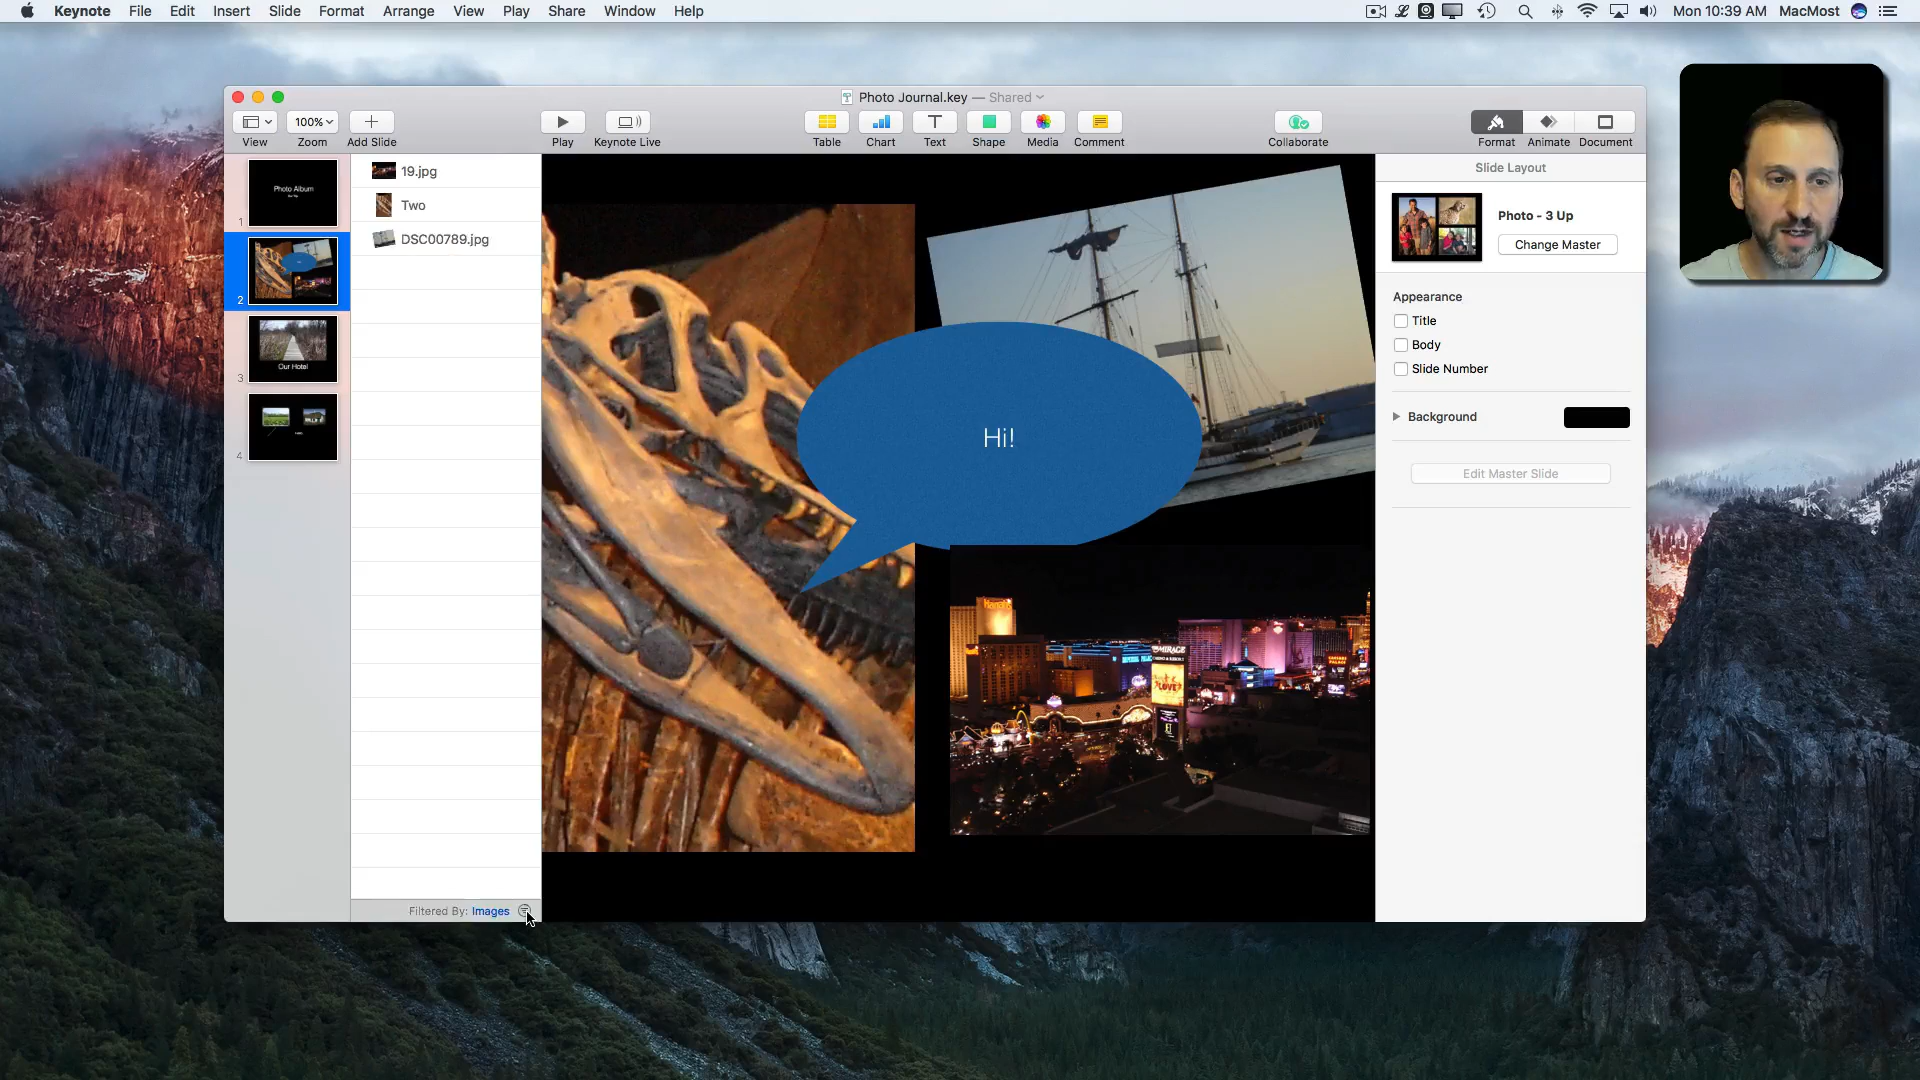 Keynote File Edit Insert Slide Format Arrange View Play Share Window Help
Mon 10:39 AM MacMost
Photo Journal.key — Shared
100%
View Zoom Add Slide Play Keynote Live Table Chart Text Shape Media Comment Collaborate Format Animate Document
Photo Album
1
2
Our Hotel
3
4
19.jpg
Two
DSC00789.jpg
Filtered By: Images
Hi!
MIRAGE
LOVE
Slide Layout
Photo - 3 Up
Change Master
Appearance
Title
Body
Slide Number
Background
Edit Master Slide